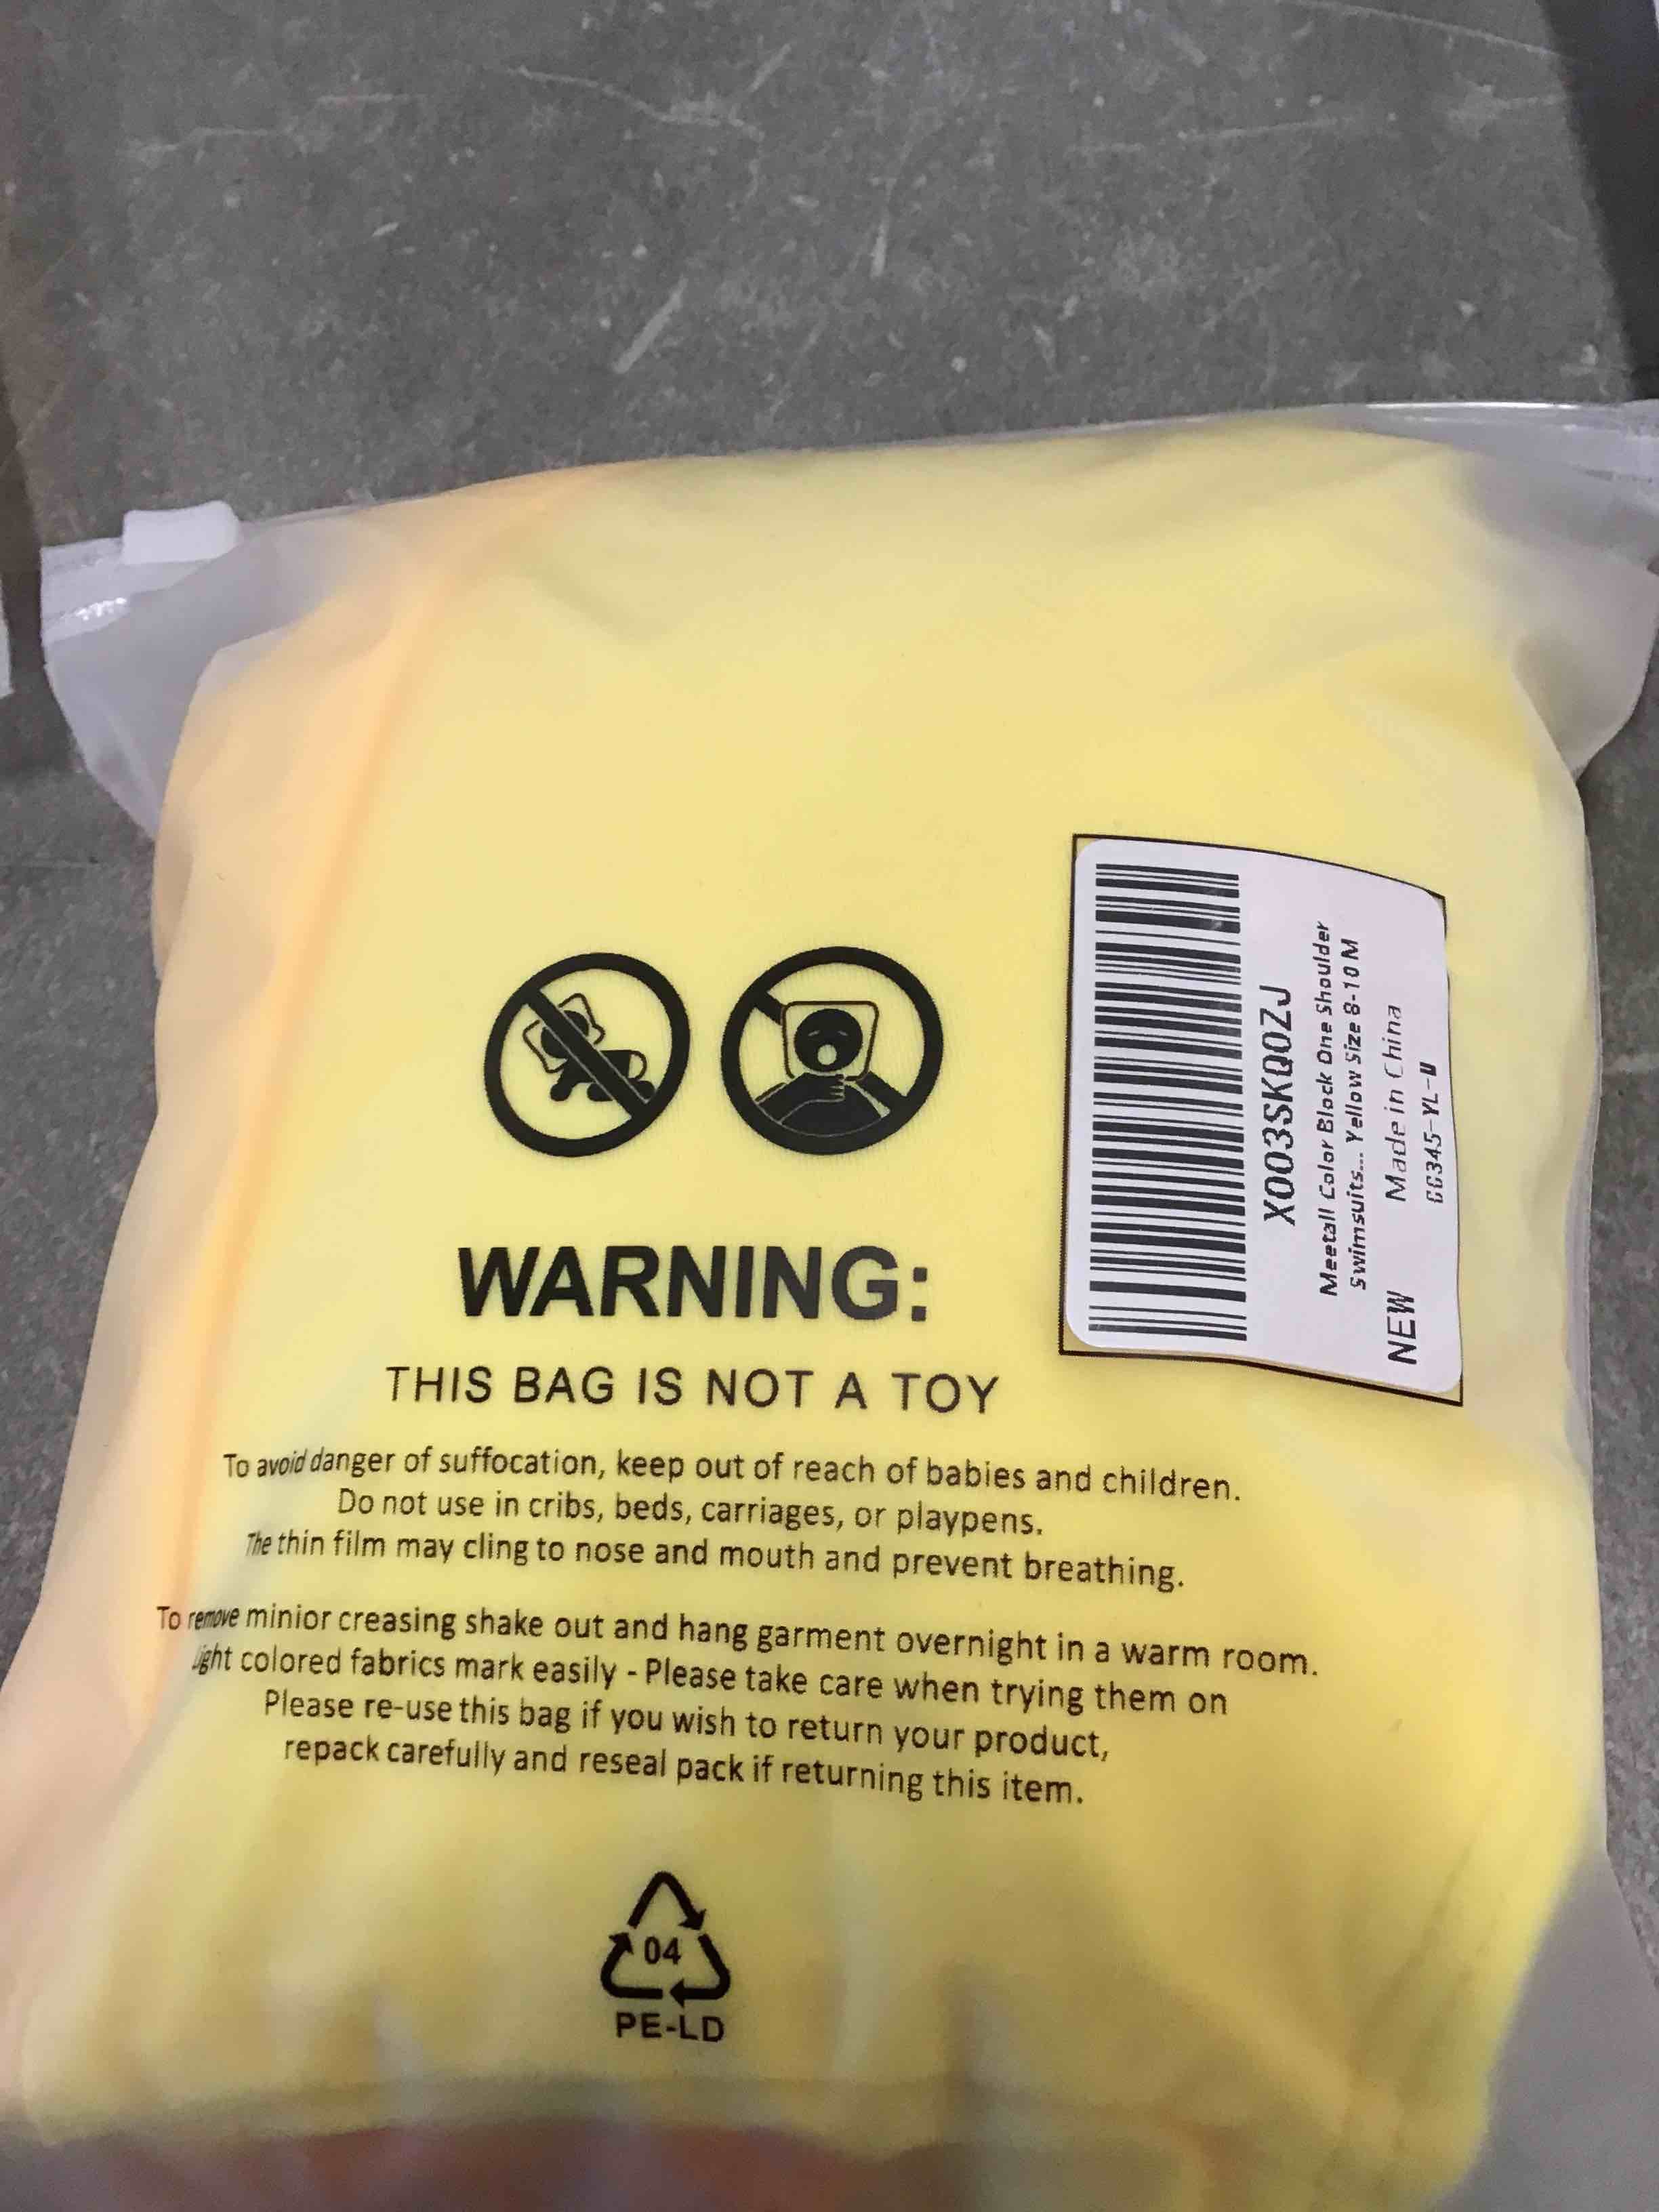 WARNING:
THIS BAG IS NOT A TOY
To avoid danger of suffocation, keep out of reach of babies and children.
Do not use in cribs, beds, carriages, or playpens.
The thin film may cling to nose and mouth and prevent breathing.
To remove minior creasing shake out and hang garment overnight in a warm room.
Light colored fabrics mark easily - Please take care when trying them on
Please re-use this bag if you wish to return your product,
repack carefully and reseal pack if returning this item.
04
PE-LD
X003SKQ0ZJ
Meetall Color Block One Shoulder
Swimsuits... Yellow Size 8-10 M
NEW Made in China